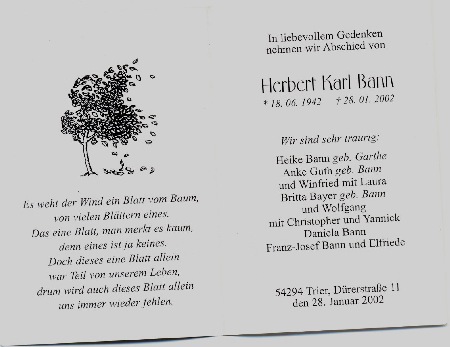 Es weht der Wind ein Blatt vom Baum,
von vielen Blättern eines.
Das eine Blatt, man merkt es kaum,
denn eines ist ja keines.
Doch dieses eine Blatt allein
war Teil von unserem Leben,
drum wird auch dieses Blatt allein
uns immer wieder fehlen.
In liebevollem Gedenken
nehmen wir Abschied von
Herbert Karl Bann
* 18. 06. 1942 † 28. 01. 2002
Wir sind sehr traurig:
Heike Bann geb. Garthe
Anke Guth geb. Bann
und Winfried mit Laura
Britta Bayer geb. Bann
und Wolfgang
mit Christopher und Yannick
Daniela Bann
Franz-Josef Bann und Elfriede
54294 Trier, Dürerstraße 11
den 28. Januar 2002